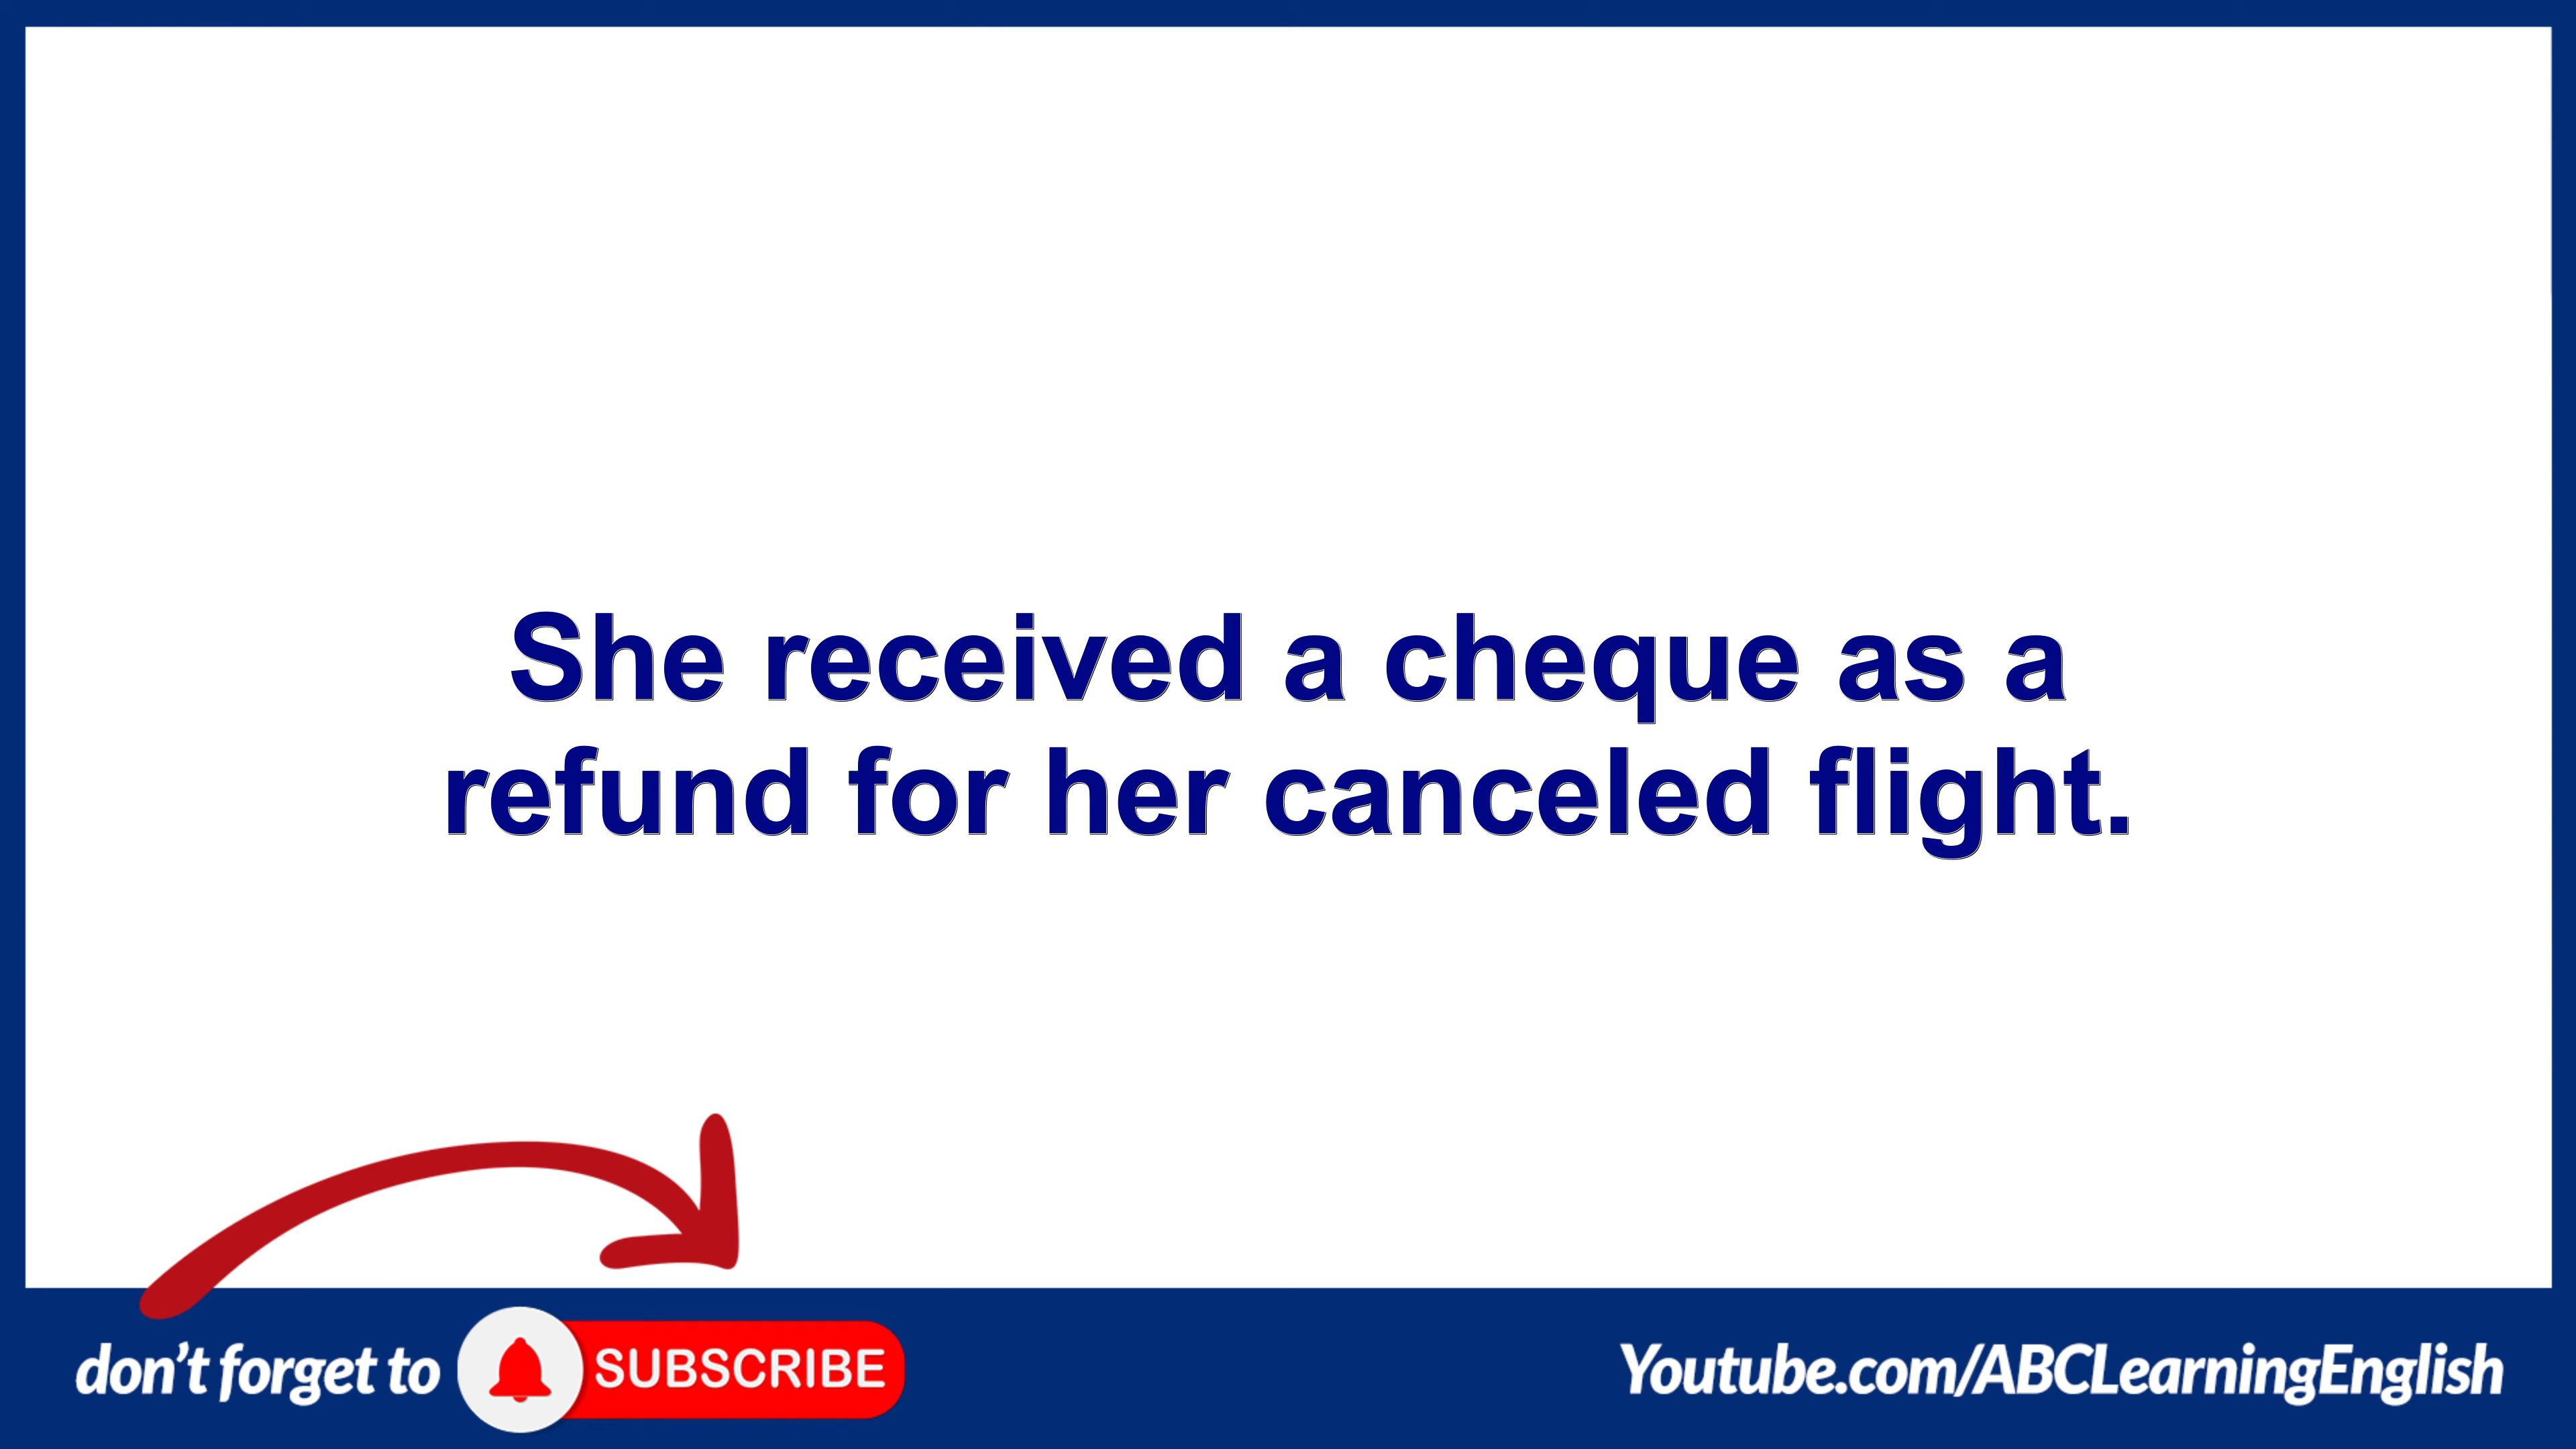 She received a cheque as a
refund for her canceled flight.
don't forget to SUBSCRIBE
Youtube.com/ABCLearningEnglish